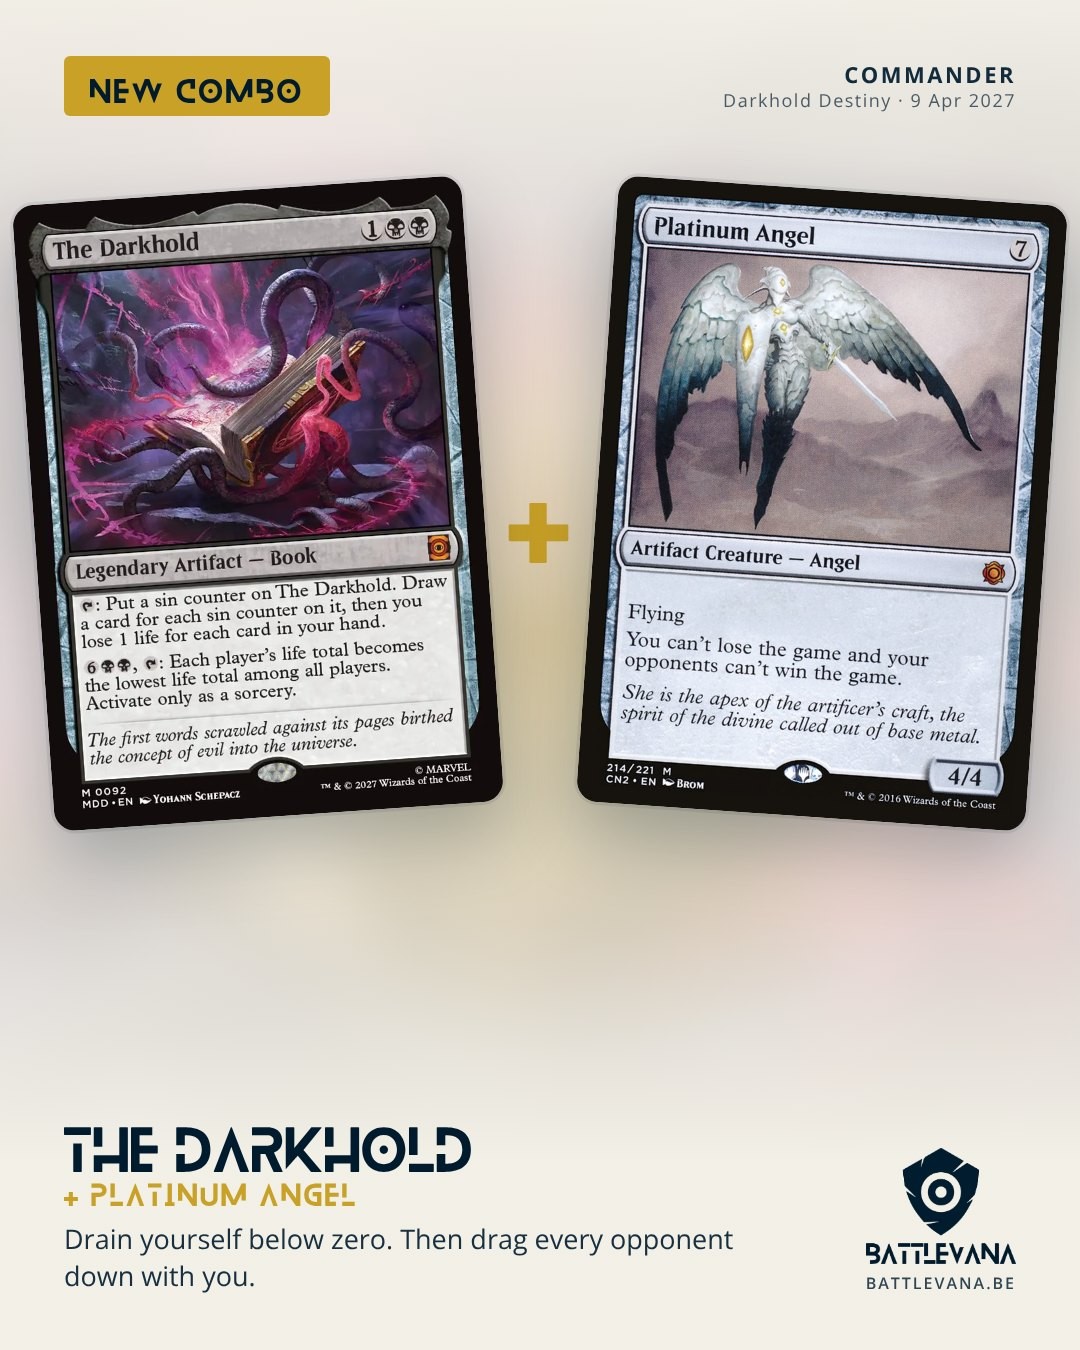 NEW COMBO
COMMANDER
Darkhold Destiny · 9 Apr 2027
The Darkhold
1
Legendary Artifact — Book
: Put a sin counter on The Darkhold. Draw
a card for each sin counter on it, then you
lose 1 life for each card in your hand.
6 , : Each player's life total becomes
the lowest life total among all players.
Activate only as a sorcery.
The first words scrawled against its pages birthed
the concept of evil into the universe.
M 0092
MDD • EN Yohann Schepacz
© MARVEL
™ & © 2027 Wizards of the Coast
+
Platinum Angel
7
Artifact Creature — Angel
Flying
You can't lose the game and your
opponents can't win the game.
She is the apex of the artificer's craft, the
spirit of the divine called out of base metal.
4/4
214/221 M
CN2 • EN Brom
™ & © 2016 Wizards of the Coast
THE DARKHOLD
+ PLATINUM ANGEL
Drain yourself below zero. Then drag every opponent
down with you.
BATTLEVANA
BATTLEVANA.BE